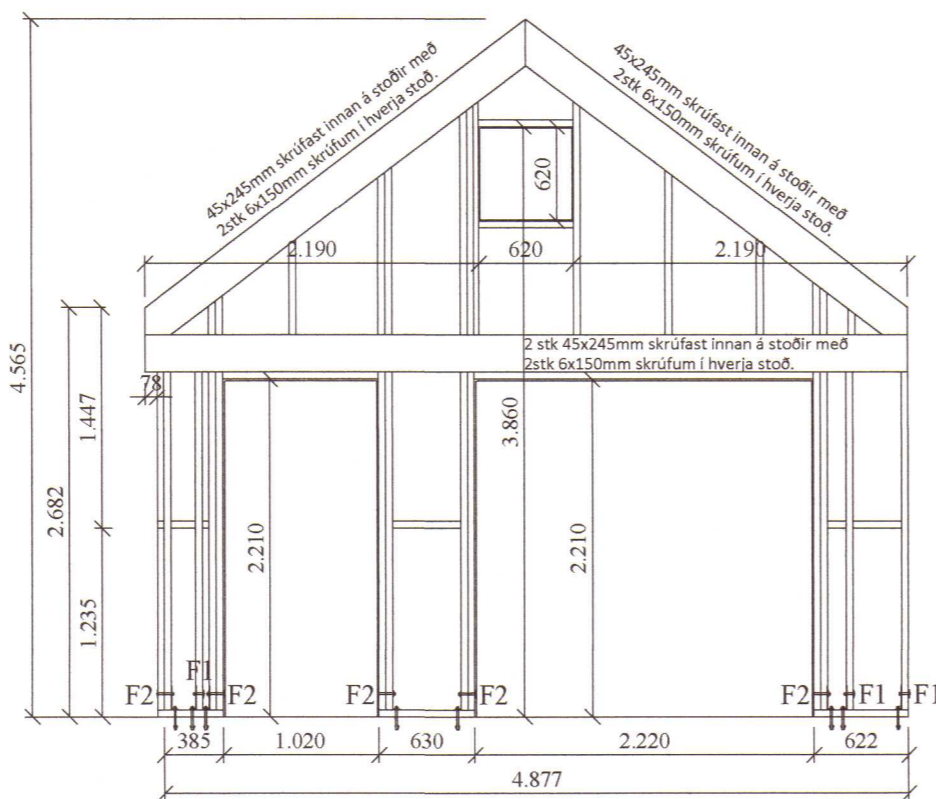 45x245mm skrúfast innan á stoðir með
2stk 6x150mm skrúfum í hverja stoð.
45x245mm skrúfast innan á stoðir með
2stk 6x150mm skrúfum í hverja stoð.
620
2.190
620
2.190
2 stk 45x245mm skrúfast innan á stoðir með
2stk 6x150mm skrúfum í hverja stoð.
4.565
78
1.447
3.860
2.682
2.210
2.210
1.235
F1
F2
F2
F2
F2
F2
F1
F1
385
1.020
630
2.220
622
4.877